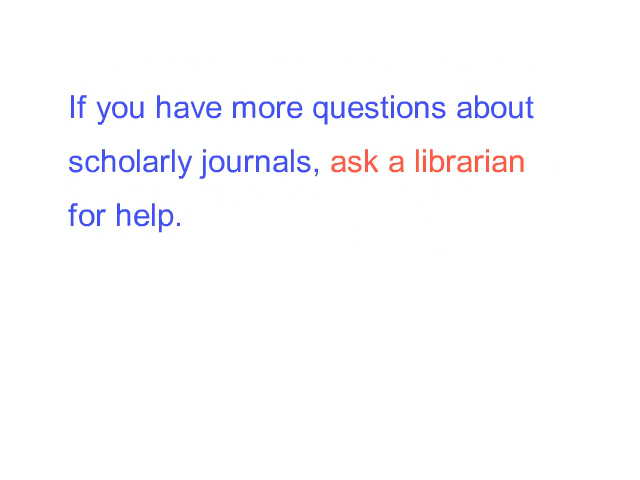 If you have more questions about
scholarly journals, ask a librarian
for help.